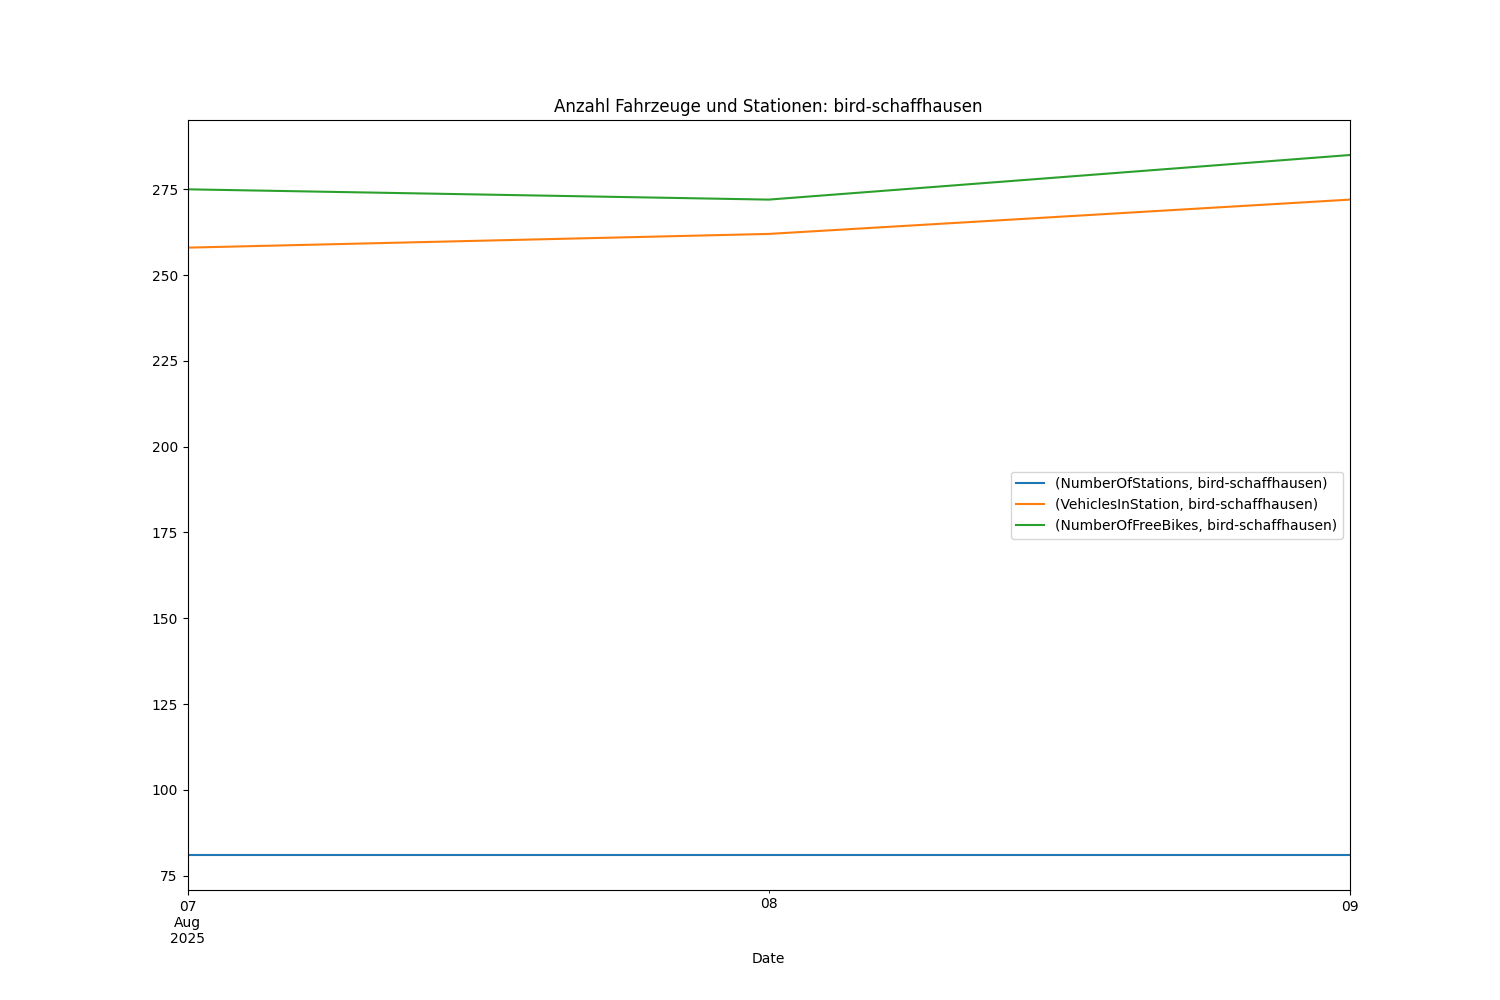 Anzahl Fahrzeuge und Stationen: bird-schaffhausen
275
250
225
200
175
150
125
100
75
(NumberOfStations, bird-schaffhausen)
(VehiclesInStation, bird-schaffhausen)
(NumberOfFreeBikes, bird-schaffhausen)
07
Aug
2025
08
09
Date